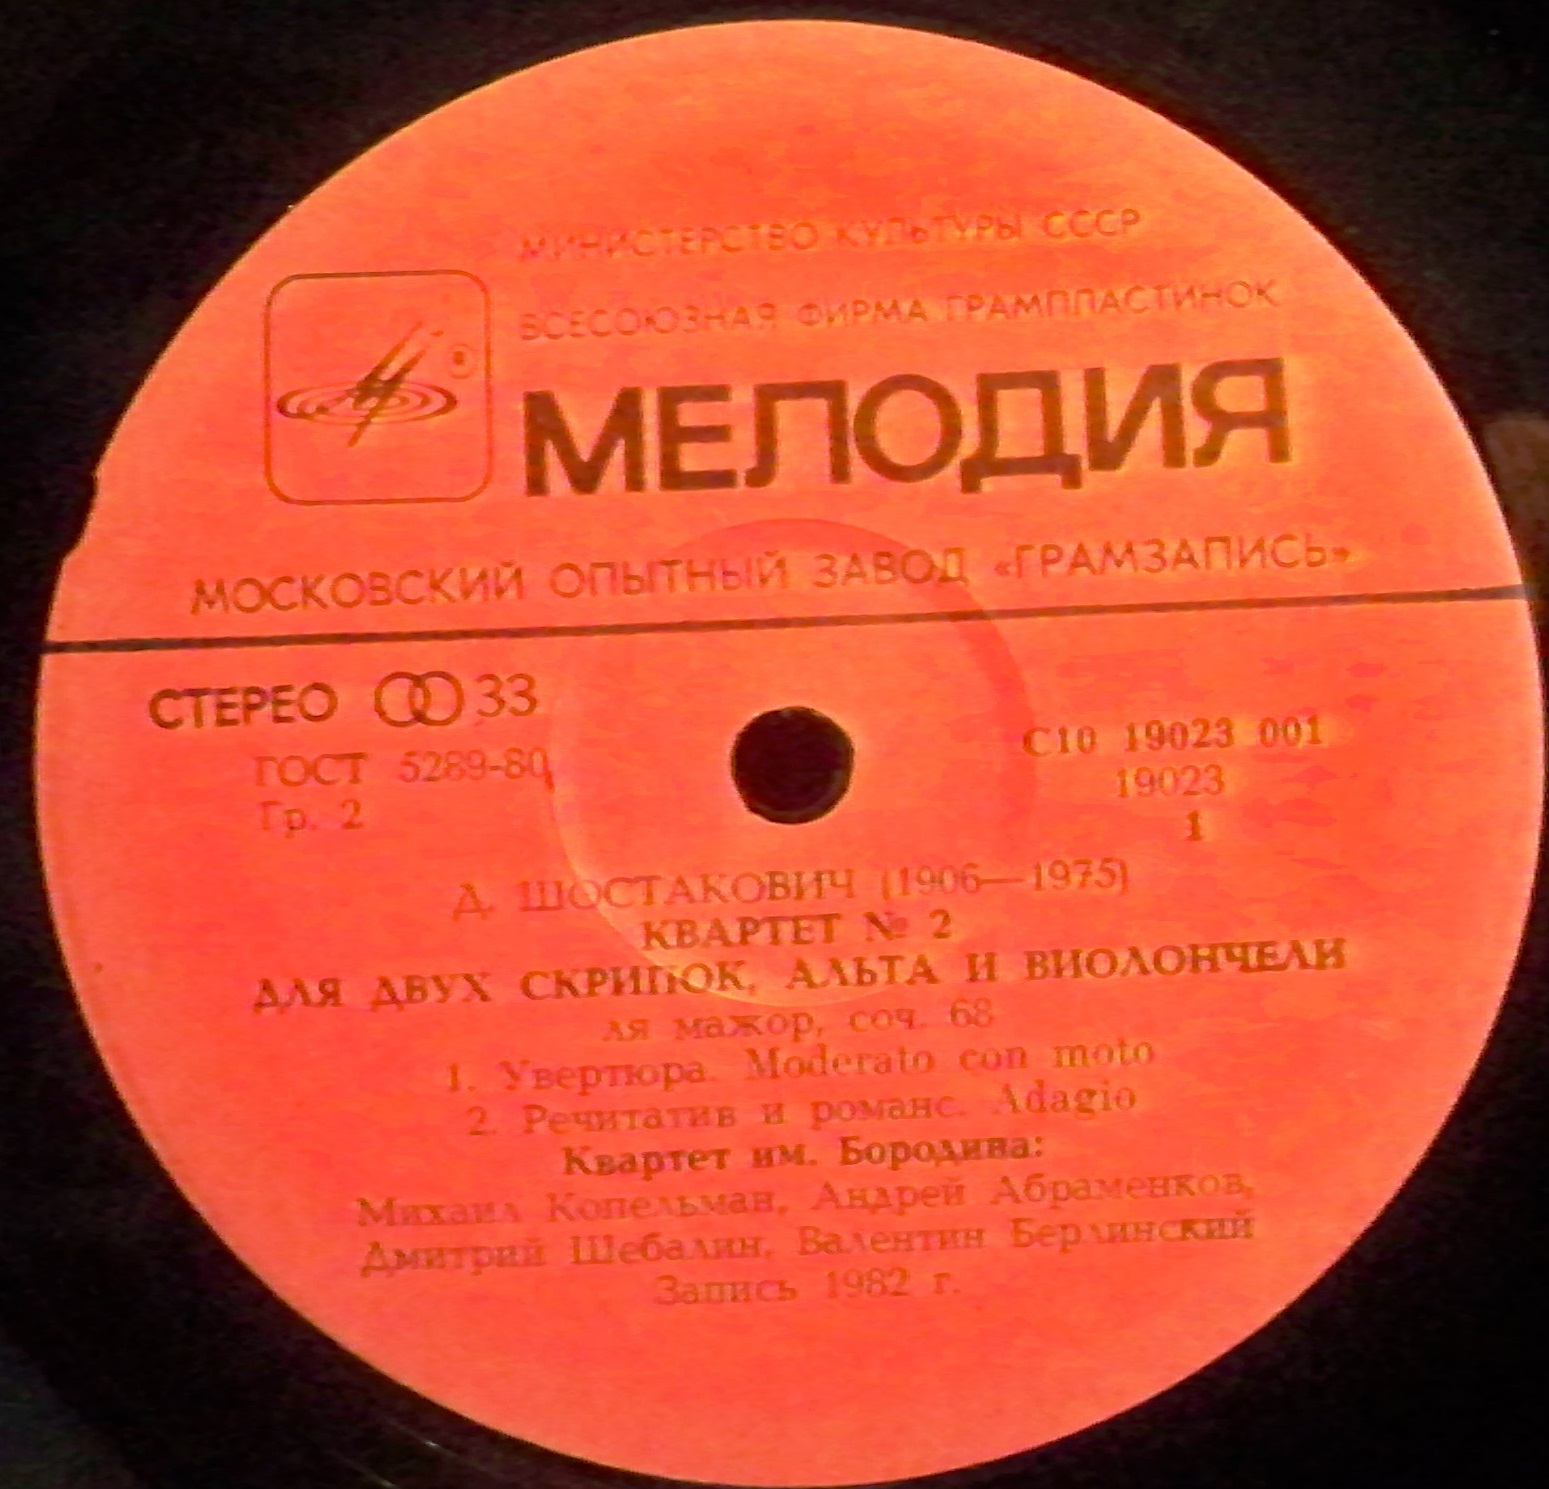 МИНИСТЕРСТВО КУЛЬТУРЫ СССР
ВСЕСОЮЗНАЯ ФИРМА ГРАМПЛАСТИНОК
МЕЛОДИЯ
МОСКОВСКИЙ ОПЫТНЫЙ ЗАВОД «ГРАМЗАПИСЬ»
СТЕРЕО 33
ГОСТ 5289-80
Гр. 2
С10 19023 001
19023
1
Д. ШОСТАКОВИЧ (1906—1975)
КВАРТЕТ № 2
ДЛЯ ДВУХ СКРИПОК, АЛЬТА И ВИОЛОНЧЕЛИ
ля мажор, соч. 68
1. Увертюра. Moderato con moto
2. Речитатив и романс. Adagio
Квартет им. Бородина:
Михаил Копельман, Андрей Абраменков,
Дмитрий Шебалин, Валентин Берлинский
Запись 1982 г.